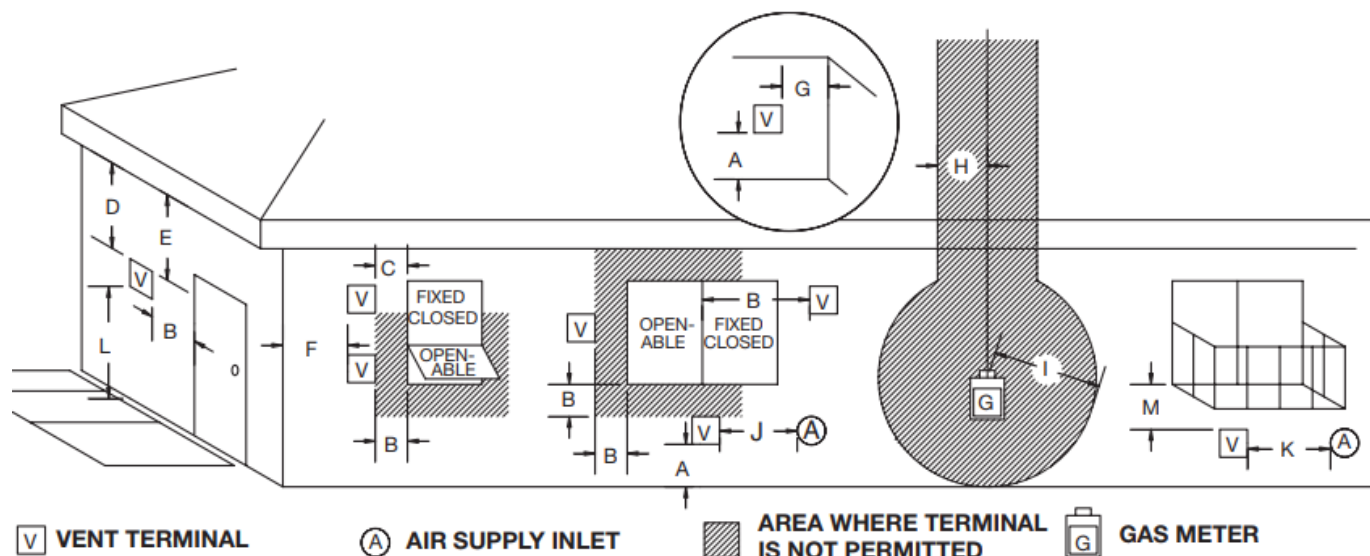 G
V
A
H
D
E
C
V
B
L
F
V
V
FIXED
CLOSED
OPEN-
ABLE
B
V
OPEN-
ABLE
FIXED
CLOSED
B
V
B
B
V
J
A
A
I
G
M
V
K
A
V VENT TERMINAL
A AIR SUPPLY INLET
AREA WHERE TERMINAL
IS NOT PERMITTED
G GAS METER